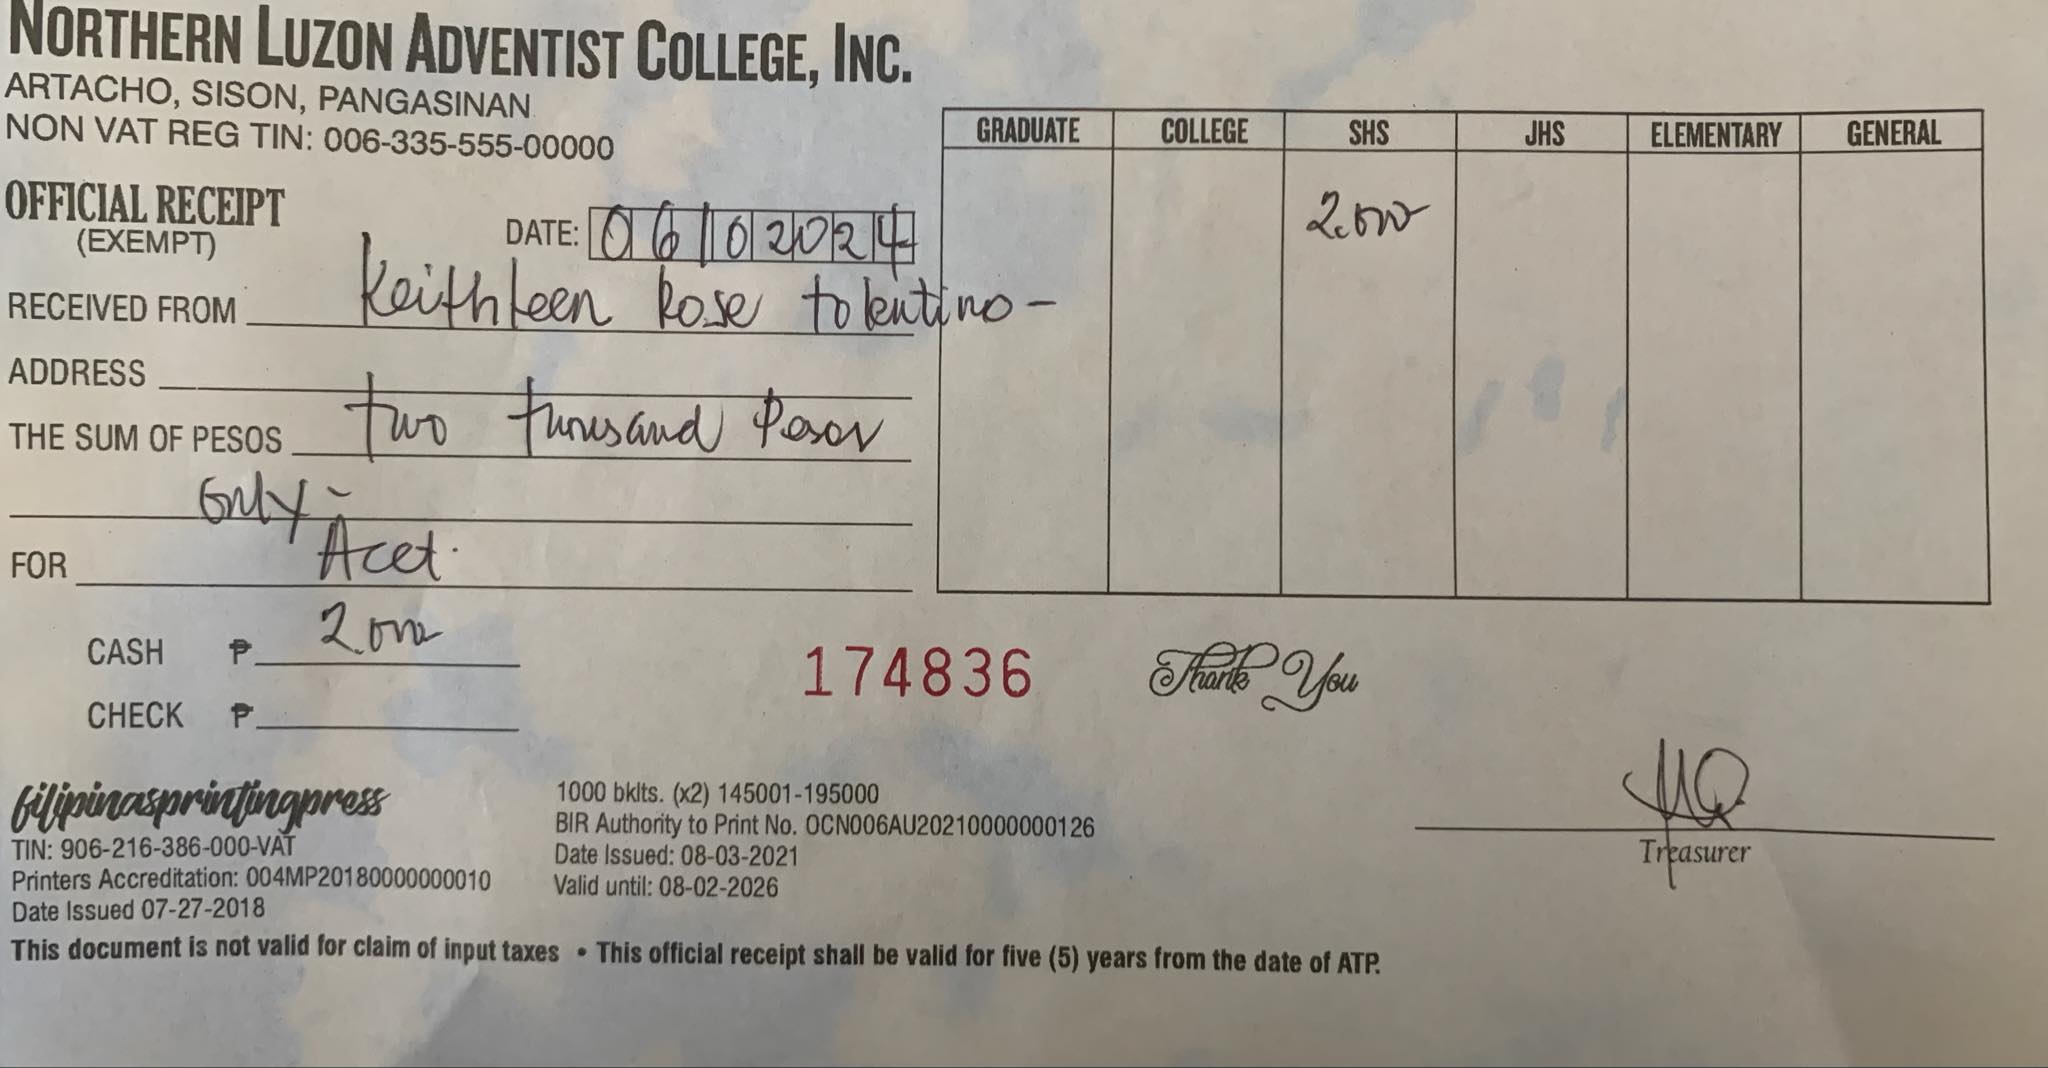 NORTHERN LUZON ADVENTIST COLLEGE, INC.
ARTACHO, SISON, PANGASINAN
NON VAT REG TIN: 006-335-555-00000
OFFICIAL RECEIPT
(EXEMPT)
DATE: 06102024
RECEIVED FROM Keithleen Rose tolentino -
ADDRESS
THE SUM OF PESOS two thousand Pesos
only -
FOR Acct.
CASH ₱ 2,000
CHECK ₱
GRADUATE COLLEGE SHS JHS ELEMENTARY GENERAL
2,000
174836
Thank You
Treasurer
filipinasprintingpress
TIN: 906-216-386-000-VAT
Printers Accreditation: 004MP20180000000010
Date Issued 07-27-2018
1000 bklts. (x2) 145001-195000
BIR Authority to Print No. OCN006AU20210000000126
Date Issued: 08-03-2021
Valid until: 08-02-2026
This document is not valid for claim of input taxes • This official receipt shall be valid for five (5) years from the date of ATP.